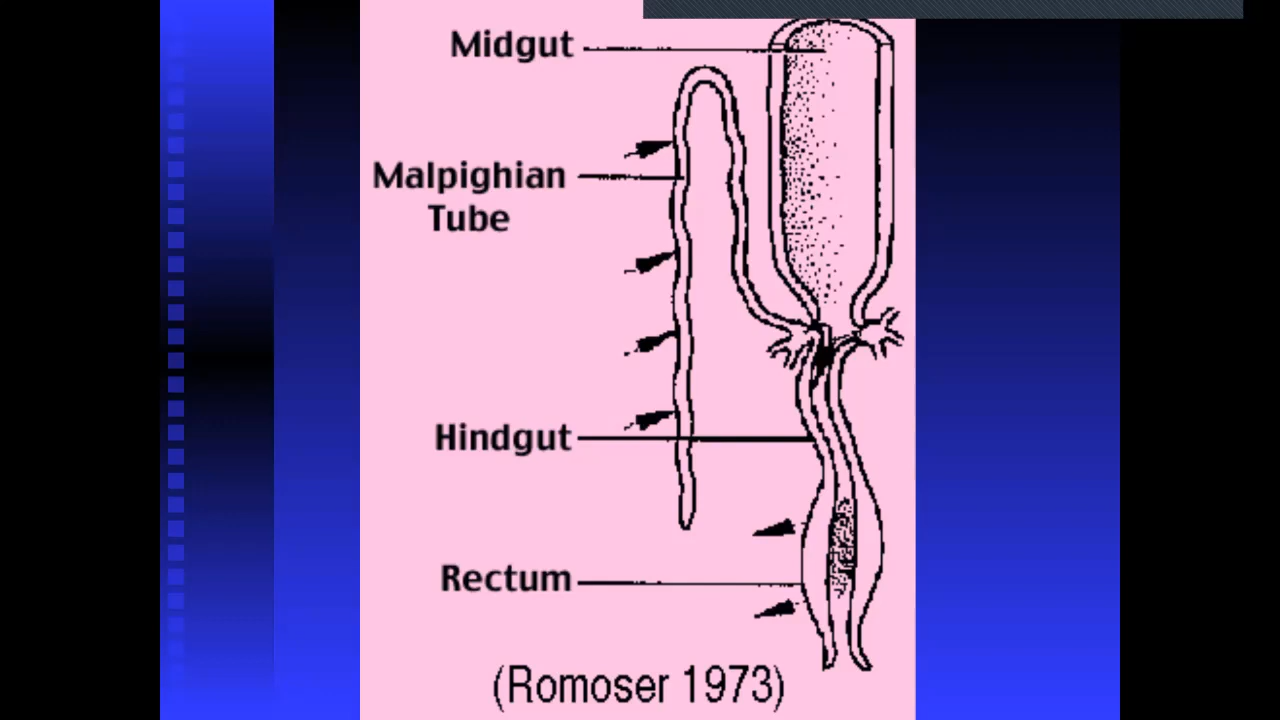 Midgut
Malpighian
Tube
Hindgut
Rectum
(Romoser 1973)